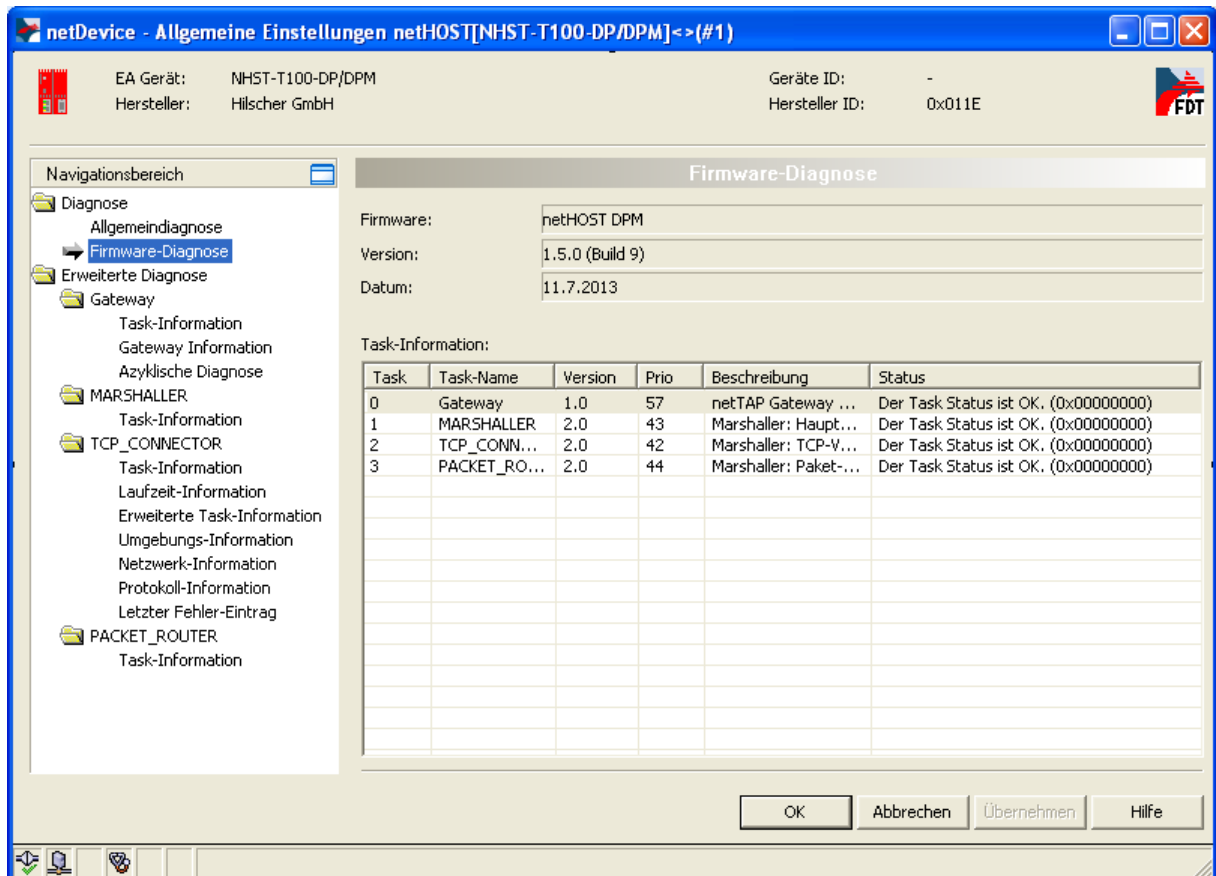 netDevice - Allgemeine Einstellungen netHOST[NHST-T100-DP/DPM]<>(#1)
EA Gerät: NHST-T100-DP/DPM Geräte ID: -
Hersteller: Hilscher GmbH Hersteller ID: 0x011E
FDT
Navigationsbereich
Diagnose
Allgemeindiagnose
Firmware-Diagnose
Erweiterte Diagnose
Gateway
Task-Information
Gateway Information
Azyklische Diagnose
MARSHALLER
Task-Information
TCP_CONNECTOR
Task-Information
Laufzeit-Information
Erweiterte Task-Information
Umgebungs-Information
Netzwerk-Information
Protokoll-Information
Letzter Fehler-Eintrag
PACKET_ROUTER
Task-Information
Firmware-Diagnose
Firmware: netHOST DPM
Version: 1.5.0 (Build 9)
Datum: 11.7.2013
Task-Information:
Task Task-Name Version Prio Beschreibung Status
0 Gateway 1.0 57 netTAP Gateway ... Der Task Status ist OK. (0x00000000)
1 MARSHALLER 2.0 43 Marshaller: Haupt... Der Task Status ist OK. (0x00000000)
2 TCP_CONN... 2.0 42 Marshaller: TCP-V... Der Task Status ist OK. (0x00000000)
3 PACKET_RO... 2.0 44 Marshaller: Paket-... Der Task Status ist OK. (0x00000000)
OK Abbrechen Übernehmen Hilfe